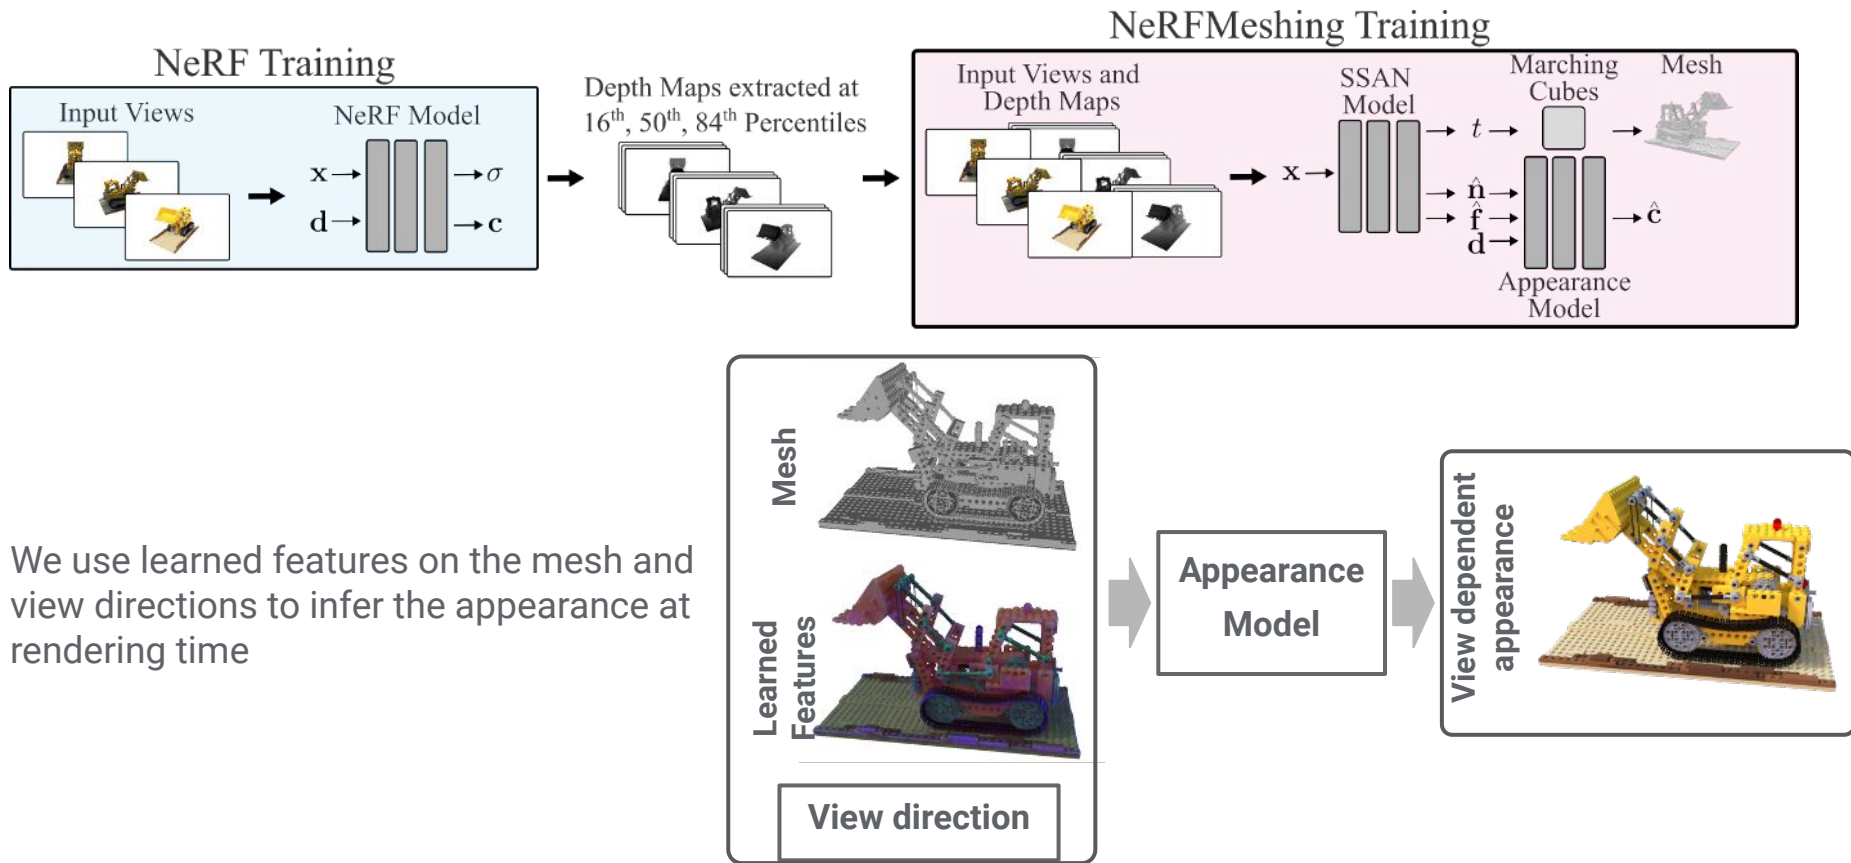 NeRF Training
Input Views
NeRF Model
x
d
σ
c
Depth Maps extracted at
16th, 50th, 84th Percentiles
NeRFMeshing Training
Input Views and
Depth Maps
SSAN
Model
Marching
Cubes
Mesh
x
t
n̂
f̂
d
ĉ
Appearance
Model
We use learned features on the mesh and
view directions to infer the appearance at
rendering time
Mesh
Learned
Features
View direction
Appearance
Model
View dependent
appearance